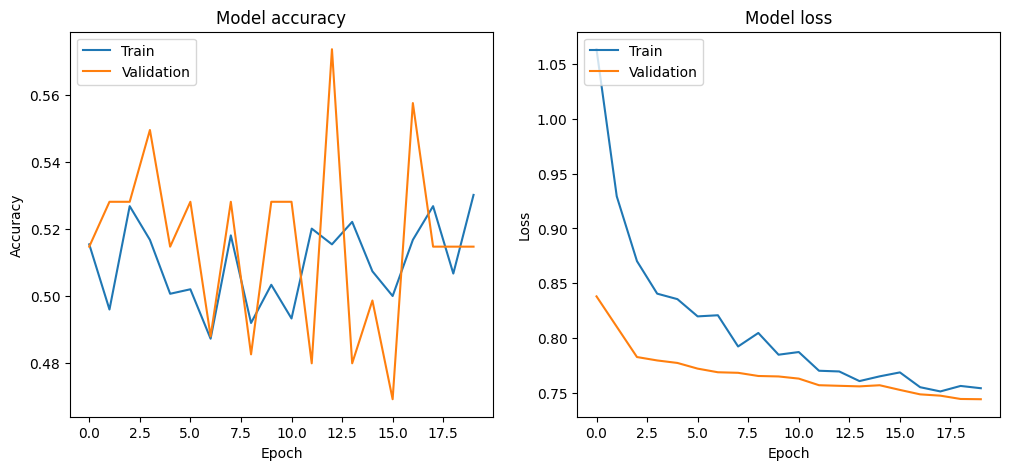 Model accuracy
Train
Validation
0.56
0.54
0.52
0.50
0.48
Accuracy
0.0 2.5 5.0 7.5 10.0 12.5 15.0 17.5
Epoch
Model loss
Train
Validation
1.05
1.00
0.95
0.90
0.85
0.80
0.75
Loss
0.0 2.5 5.0 7.5 10.0 12.5 15.0 17.5
Epoch